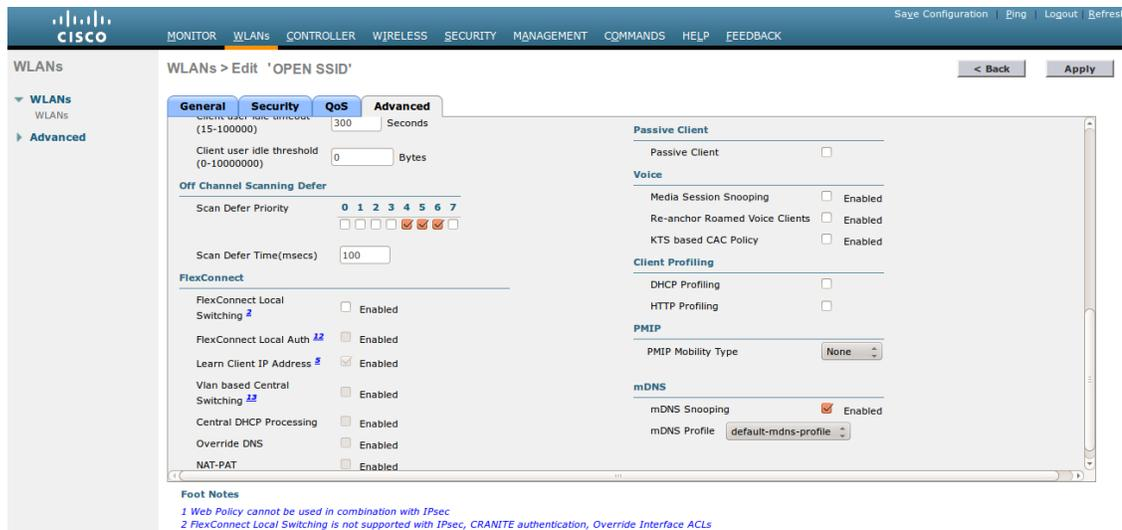 Save Configuration | Ping | Logout | Refresh
CISCO
MONITOR WLANs CONTROLLER WIRELESS SECURITY MANAGEMENT COMMANDS HELP FEEDBACK
WLANs
WLANs
WLANs
Advanced
WLANs > Edit 'OPEN SSID'
< Back
Apply
General Security QoS Advanced
Client user idle timeout
(15-100000)
300 Seconds
Client user idle threshold
(0-10000000)
0 Bytes
Off Channel Scanning Defer
Scan Defer Priority
0 1 2 3 4 5 6 7
Scan Defer Time(msecs) 100
FlexConnect
FlexConnect Local
Switching 2
Enabled
FlexConnect Local Auth 12 Enabled
Learn Client IP Address 5 Enabled
Vlan based Central
Switching 13
Enabled
Central DHCP Processing Enabled
Override DNS Enabled
NAT-PAT Enabled
Passive Client
Passive Client
Voice
Media Session Snooping Enabled
Re-anchor Roamed Voice Clients Enabled
KTS based CAC Policy Enabled
Client Profiling
DHCP Profiling
HTTP Profiling
PMIP
PMIP Mobility Type None
mDNS
mDNS Snooping Enabled
mDNS Profile default-mdns-profile
Foot Notes
1 Web Policy cannot be used in combination with IPsec
2 FlexConnect Local Switching is not supported with IPsec, CRANITE authentication, Override Interface ACLs